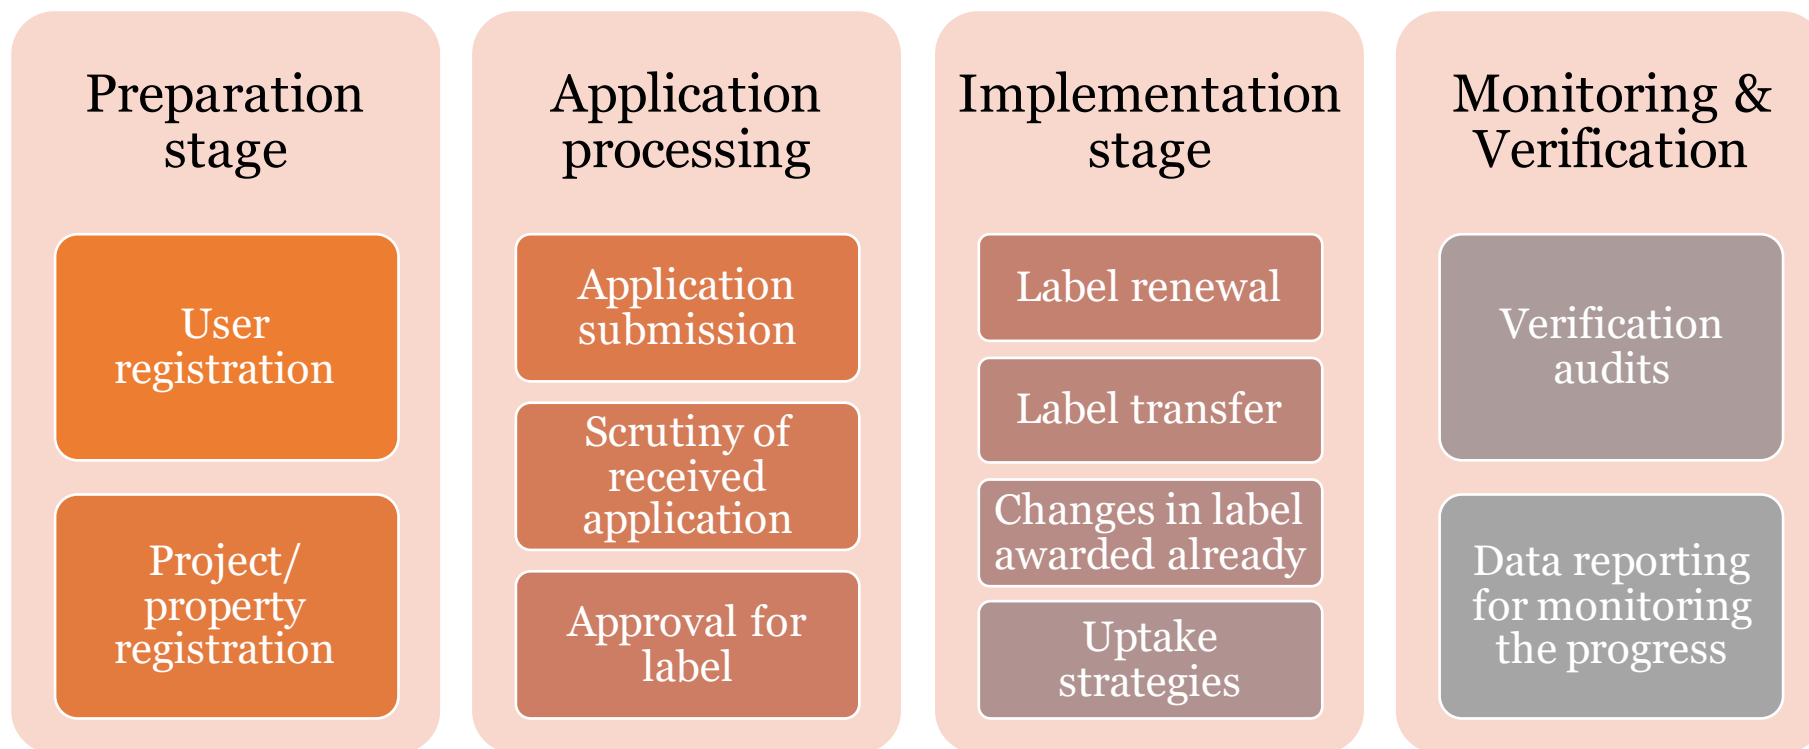 Preparation
stage
User
registration
Project/
property
registration
Application
processing
Application
submission
Scrutiny of
received
application
Approval for
label
Implementation
stage
Label renewal
Label transfer
Changes in label
awarded already
Uptake
strategies
Monitoring &
Verification
Verification
audits
Data reporting
for monitoring
the progress